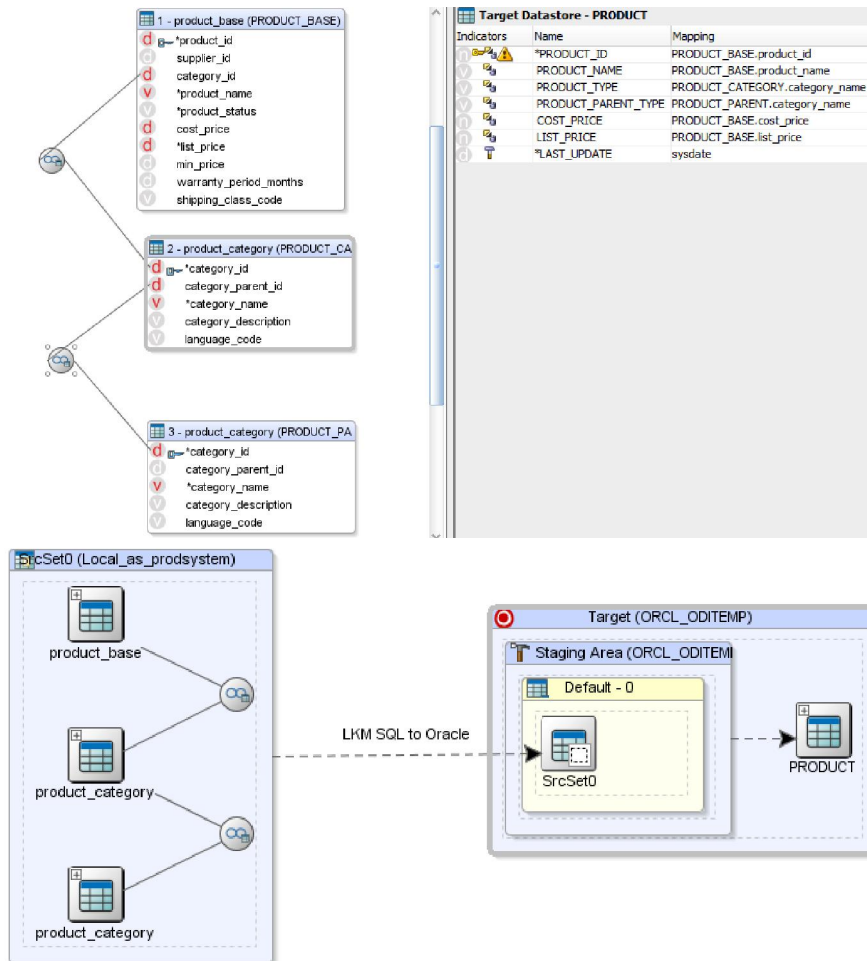 1 - product_base (PRODUCT_BASE)
d *product_id
d supplier_id
d category_id
v *product_name
v *product_status
d cost_price
d *list_price
d min_price
d warranty_period_months
v shipping_class_code
2 - product_category (PRODUCT_CA
d *category_id
d category_parent_id
v *category_name
v category_description
v language_code
3 - product_category (PRODUCT_PA
d *category_id
d category_parent_id
v *category_name
v category_description
v language_code
Target Datastore - PRODUCT
Indicators Name Mapping
n *PRODUCT_ID PRODUCT_BASE.product_id
v PRODUCT_NAME PRODUCT_BASE.product_name
v PRODUCT_TYPE PRODUCT_CATEGORY.category_name
v PRODUCT_PARENT_TYPE PRODUCT_PARENT.category_name
n COST_PRICE PRODUCT_BASE.cost_price
n LIST_PRICE PRODUCT_BASE.list_price
d *LAST_UPDATE sysdate
SrcSet0 (Local_as_prodsystem)
product_base
product_category
product_category
LKM SQL to Oracle
Target (ORCL_ODITEMP)
Staging Area (ORCL_ODITEM
Default - 0
SrcSet0
PRODUCT